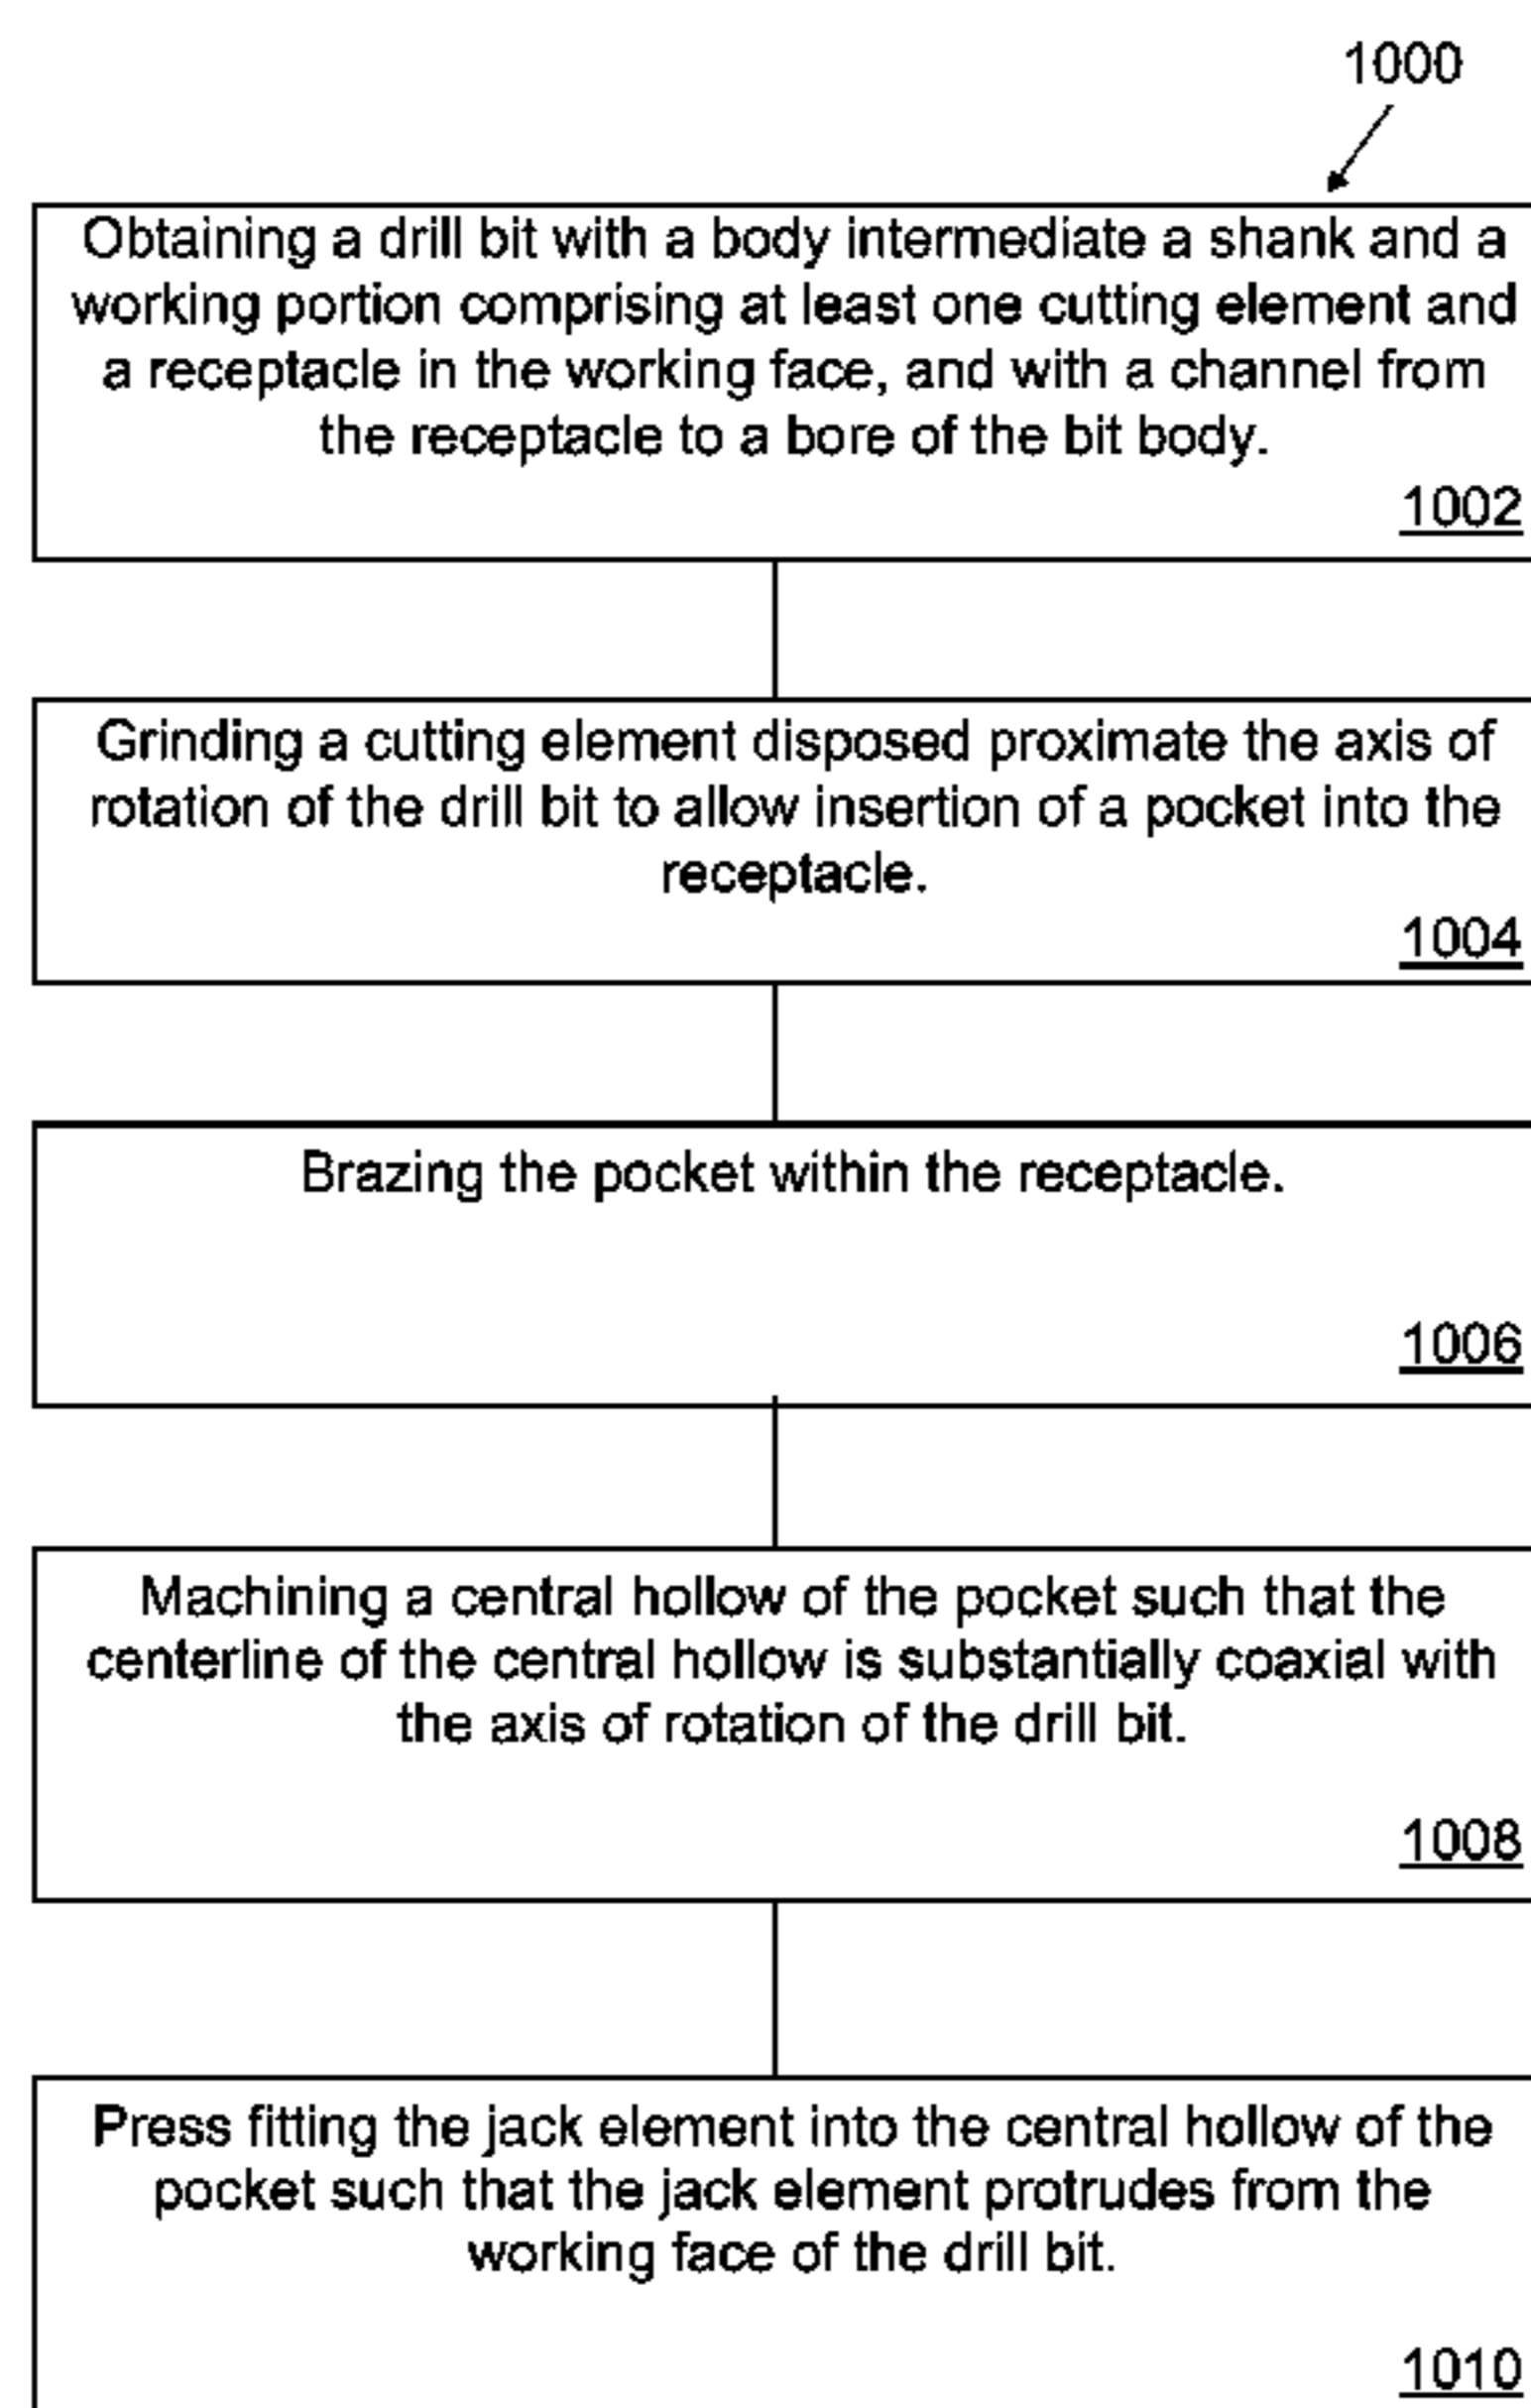 1000
Obtaining a drill bit with a body intermediate a shank and a
working portion comprising at least one cutting element and
a receptacle in the working face, and with a channel from
the receptacle to a bore of the bit body.
1002
Grinding a cutting element disposed proximate the axis of
rotation of the drill bit to allow insertion of a pocket into the
receptacle.
1004
Brazing the pocket within the receptacle.
1006
Machining a central hollow of the pocket such that the
centerline of the central hollow is substantially coaxial with
the axis of rotation of the drill bit.
1008
Press fitting the jack element into the central hollow of the
pocket such that the jack element protrudes from the
working face of the drill bit.
1010